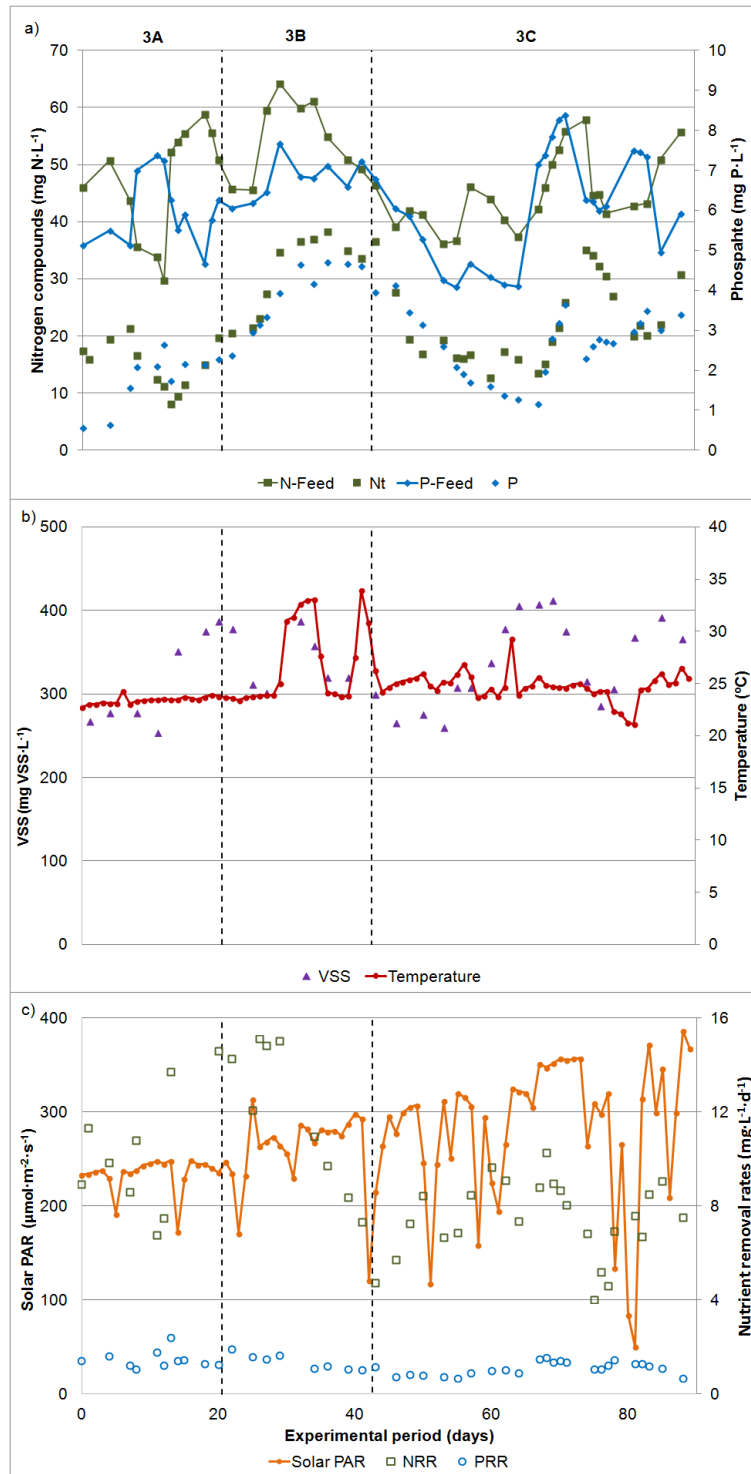 a)
3A 3B 3C
70
60
50
40
30
20
10
0
Nitrogen compounds (mg N·L⁻¹)
10
9
8
7
6
5
4
3
2
1
0
Phospahte (mg P·L⁻¹)
N-Feed Nt P-Feed P
b)
500
400
300
200
100
0
VSS (mg VSS·L⁻¹)
40
35
30
25
20
15
10
5
0
Temperature (ºC)
VSS Temperature
c)
400
300
200
100
0
Solar PAR (µmol·m⁻²·s⁻¹)
16
12
8
4
0
Nutrient removal rates (mg·L⁻¹·d⁻¹)
0 20 40 60 80
Experimental period (days)
Solar PAR NRR PRR